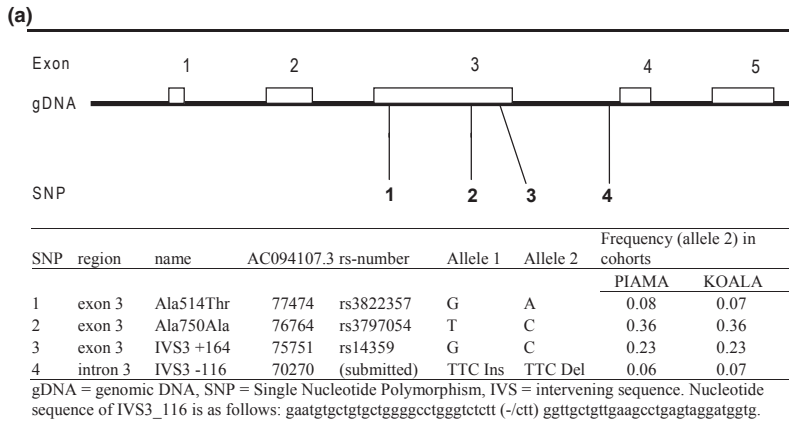 (a)
Exon 1 2 3 4 5
gDNA
SNP 1 2 3 4
Frequency (allele 2) in
SNP region name AC094107.3 rs-number Allele 1 Allele 2 cohorts
PIAMA KOALA
1 exon 3 Ala514Thr 77474 rs3822357 G A 0.08 0.07
2 exon 3 Ala750Ala 76764 rs3797054 T C 0.36 0.36
3 exon 3 IVS3 +164 75751 rs14359 G C 0.23 0.23
4 intron 3 IVS3 -116 70270 (submitted) TTC Ins TTC Del 0.06 0.07
gDNA = genomic DNA, SNP = Single Nucleotide Polymorphism, IVS = intervening sequence. Nucleotide
sequence of IVS3_116 is as follows: gaatgtgctgtgctggggcctgggtctctt (-/ctt) ggttgctgttgaagcctgagtaggatggtg.